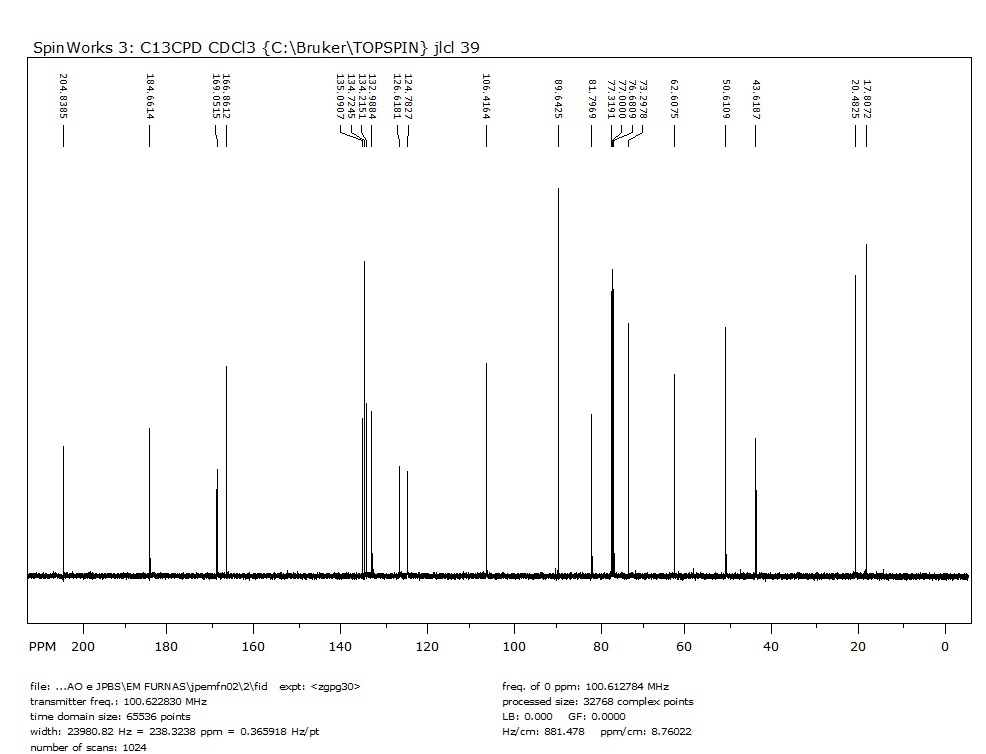 SpinWorks 3: C13CPD CDCl3 {C:\Bruker\TOPSPIN} jlcl 39
204.8385
184.6614
169.0515
166.8612
135.0907
134.7245
134.2151
132.9884
126.6181
124.7827
106.4164
89.6425
81.7969
77.3191
77.0000
76.6809
73.2978
62.6075
50.6109
43.6187
20.4825
17.8072
PPM 200 180 160 140 120 100 80 60 40 20 0
file: ...AO e JPBS\EM FURNAS\jpemfn02\2\fid expt: <zgpg30>
transmitter freq.: 100.622830 MHz
time domain size: 65536 points
width: 23980.82 Hz = 238.3238 ppm = 0.365918 Hz/pt
number of scans: 1024
freq. of 0 ppm: 100.612784 MHz
processed size: 32768 complex points
LB: 0.000 GF: 0.0000
Hz/cm: 881.478 ppm/cm: 8.76022